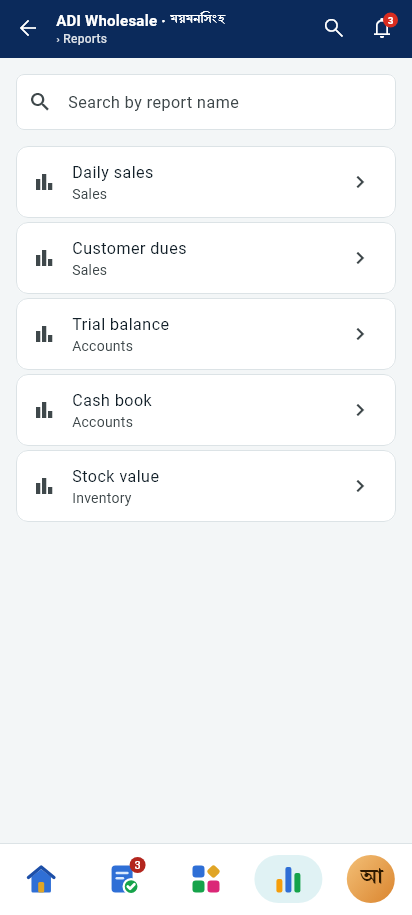 ADI Wholesale · ময়মনসিংহ
› Reports
3
Search by report name
Daily sales
Sales
Customer dues
Sales
Trial balance
Accounts
Cash book
Accounts
Stock value
Inventory
3
আ